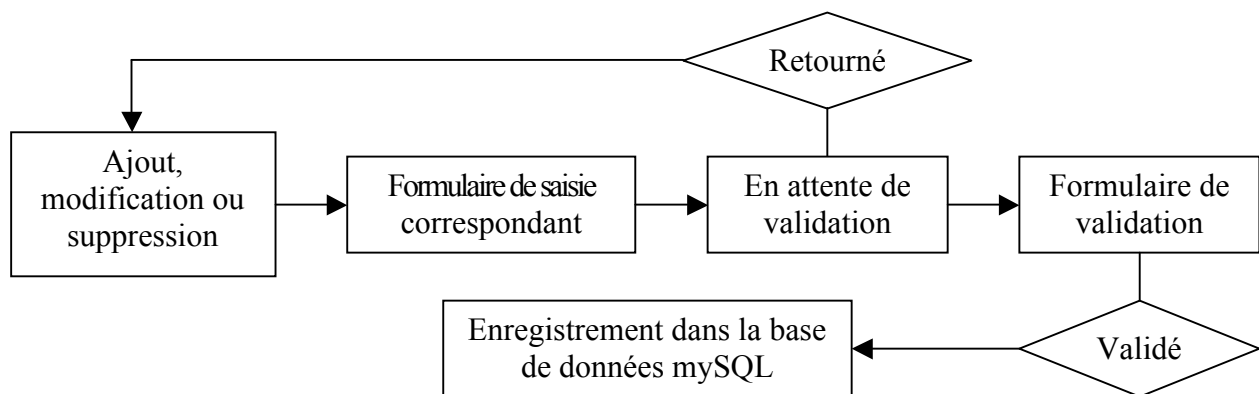 Retourné
Ajout,
modification ou
suppression
Formulaire de saisie
correspondant
En attente de
validation
Formulaire de
validation
Enregistrement dans la base
de données mySQL
Validé